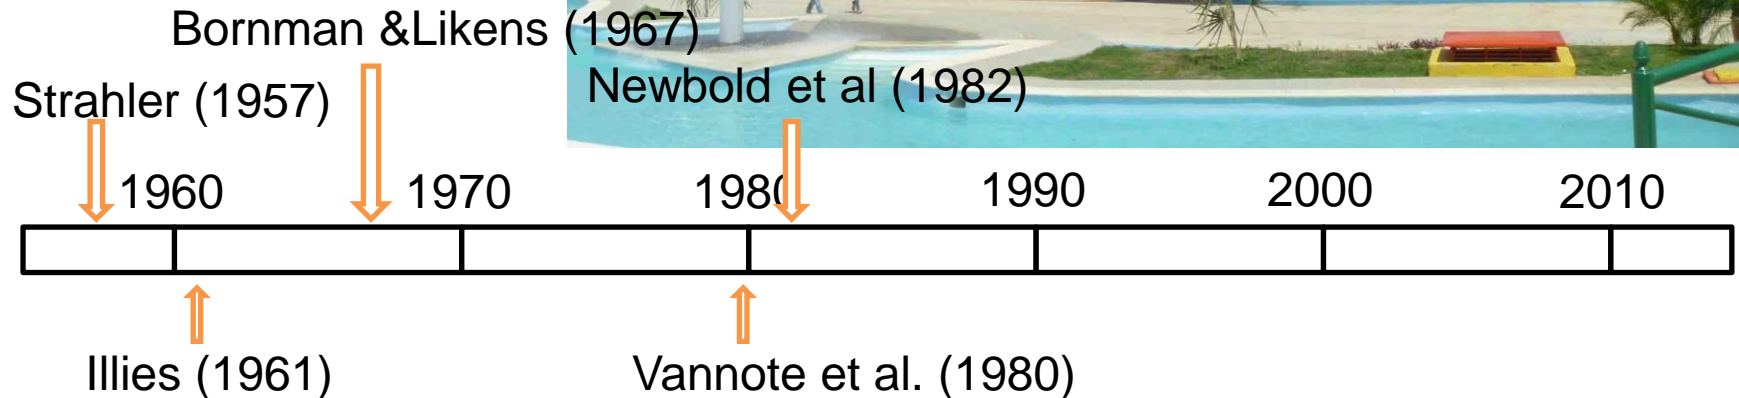 Bornman &Likens (1967)
Strahler (1957)
Newbold et al (1982)
1960 1970 1980 1990 2000 2010
Illies (1961)
Vannote et al. (1980)